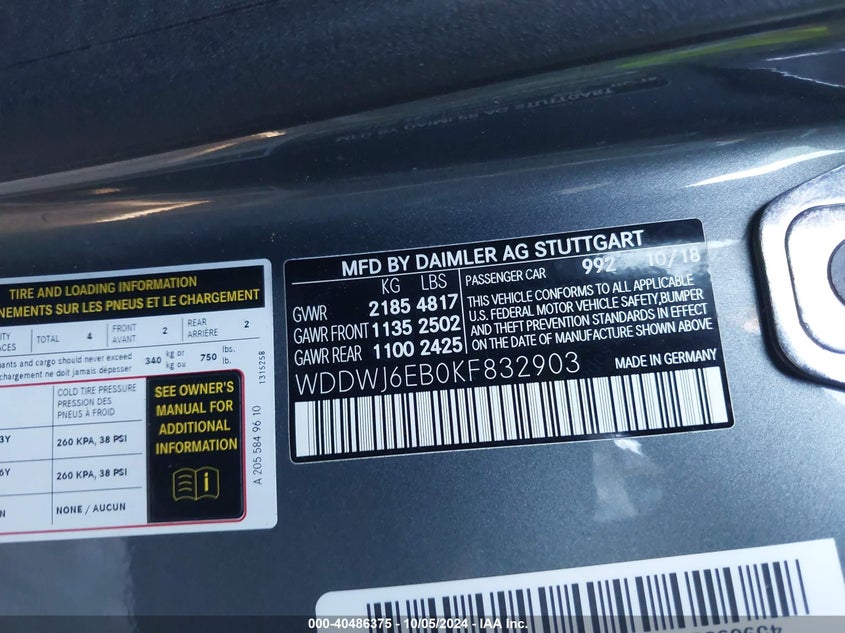 MFD BY DAIMLER AG STUTTGART
KG LBS
GVWR 2185 4817
GAWR FRONT 1135 2502
GAWR REAR 1100 2425
PASSENGER CAR 992 10/18
THIS VEHICLE CONFORMS TO ALL APPLICABLE
U.S. FEDERAL MOTOR VEHICLE SAFETY,BUMPER
AND THEFT PREVENTION STANDARDS IN EFFECT
ON THE DATE OF MANUFACTURE SHOWN ABOVE
WDDWJ6EB0KF832903
MADE IN GERMANY
TIRE AND LOADING INFORMATION
SUR LES PNEUS ET LE CHARGEMENT
TOTAL 4
FRONT
AVANT 2
REAR
ARRIÈRE 2
and cargo should never exceed
ne doit jamais dépasser
340 kg or
kg ou
750 lbs.
lb.
COLD TIRE PRESSURE
PRESSION DES
PNEUS À FROID
260 KPA, 38 PSI
260 KPA, 38 PSI
NONE / AUCUN
SEE OWNER'S
MANUAL FOR
ADDITIONAL
INFORMATION
1315258
A 205 584 96 10
000-40486375 - 10/05/2024 - IAA Inc.